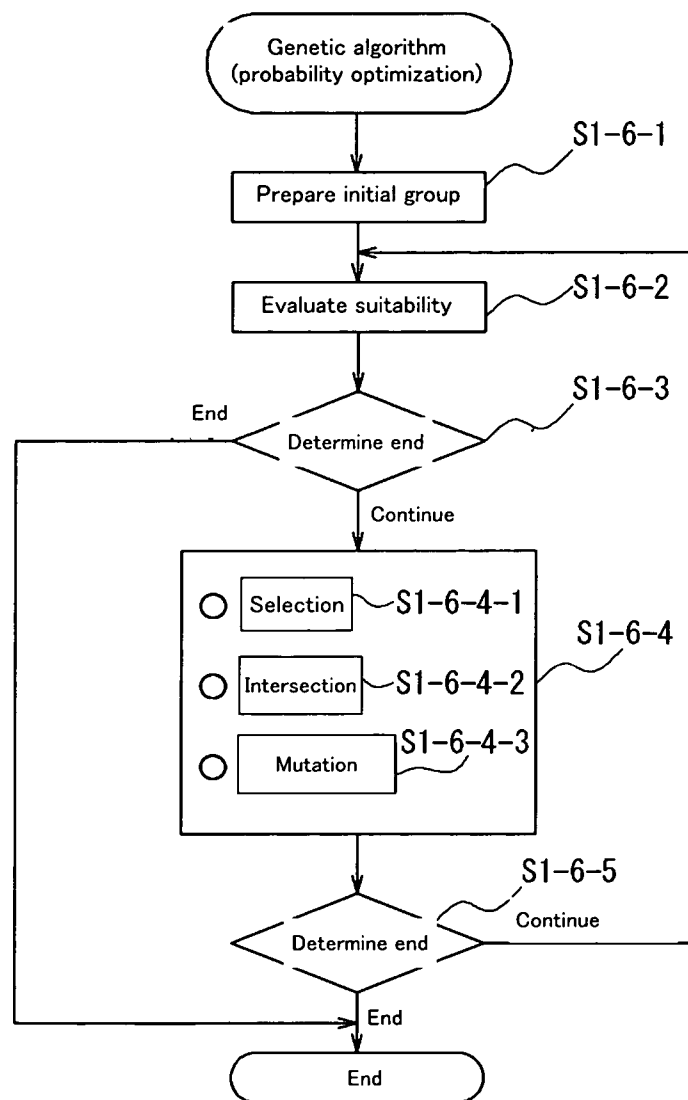 Genetic algorithm
(probability optimization)
S1-6-1
Prepare initial group
S1-6-2
Evaluate suitability
S1-6-3
End
Determine end
Continue
Selection
S1-6-4-1
S1-6-4
Intersection
S1-6-4-2
S1-6-4-3
Mutation
S1-6-5
Continue
Determine end
End
End